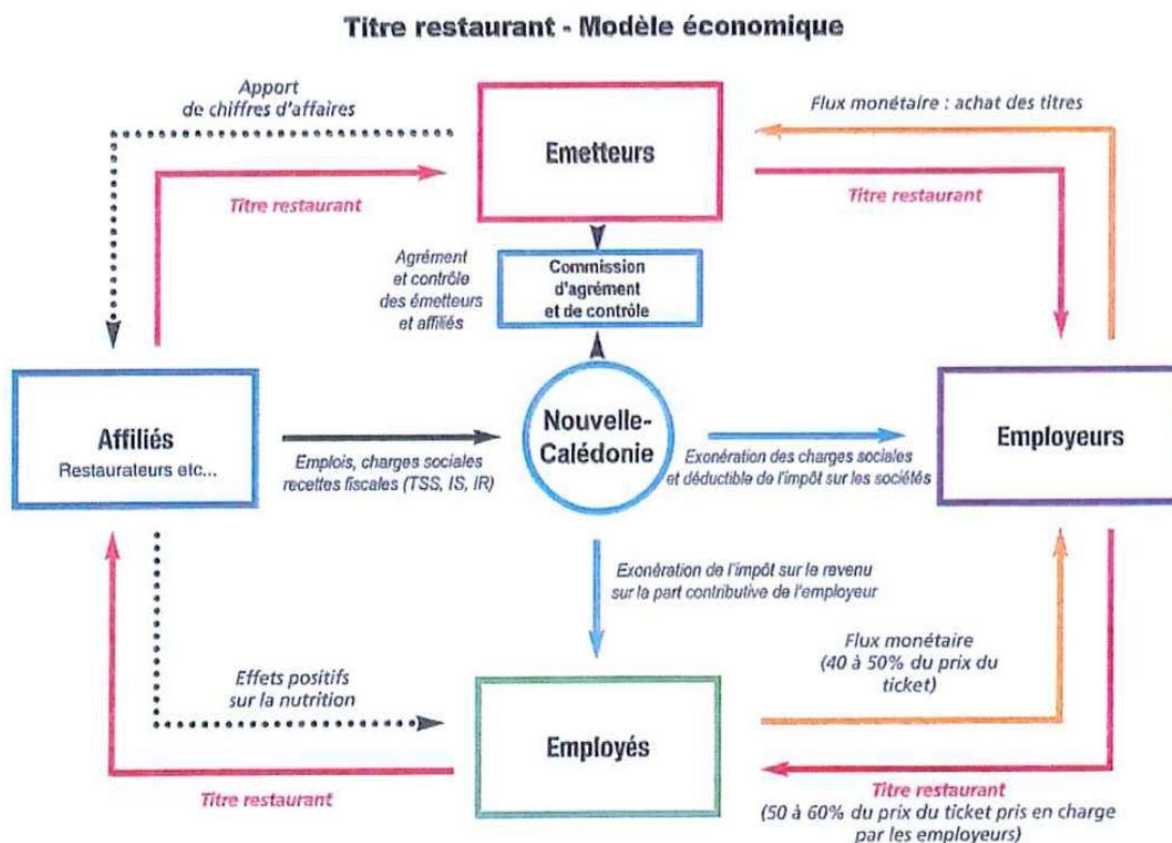 Titre restaurant - Modèle économique
Apport
de chiffres d'affaires
Flux monétaire : achat des titres
Emetteurs
Titre restaurant
Titre restaurant
Agrément
et contrôle
des émetteurs
et affiliés
Commission
d'agrément
et de contrôle
Affiliés
Restaurateurs etc...
Nouvelle-
Calédonie
Employeurs
Emplois, charges sociales
recettes fiscales (TSS, IS, IR)
Exonération des charges sociales
et déductible de l'impôt sur les sociétés
Exonération de l'impôt sur le revenu
sur la part contributive de l'employeur
Effets positifs
sur la nutrition
Flux monétaire
(40 à 50% du prix du
ticket)
Employés
Titre restaurant
Titre restaurant
(50 à 60% du prix du ticket pris en charge
par les employeurs)